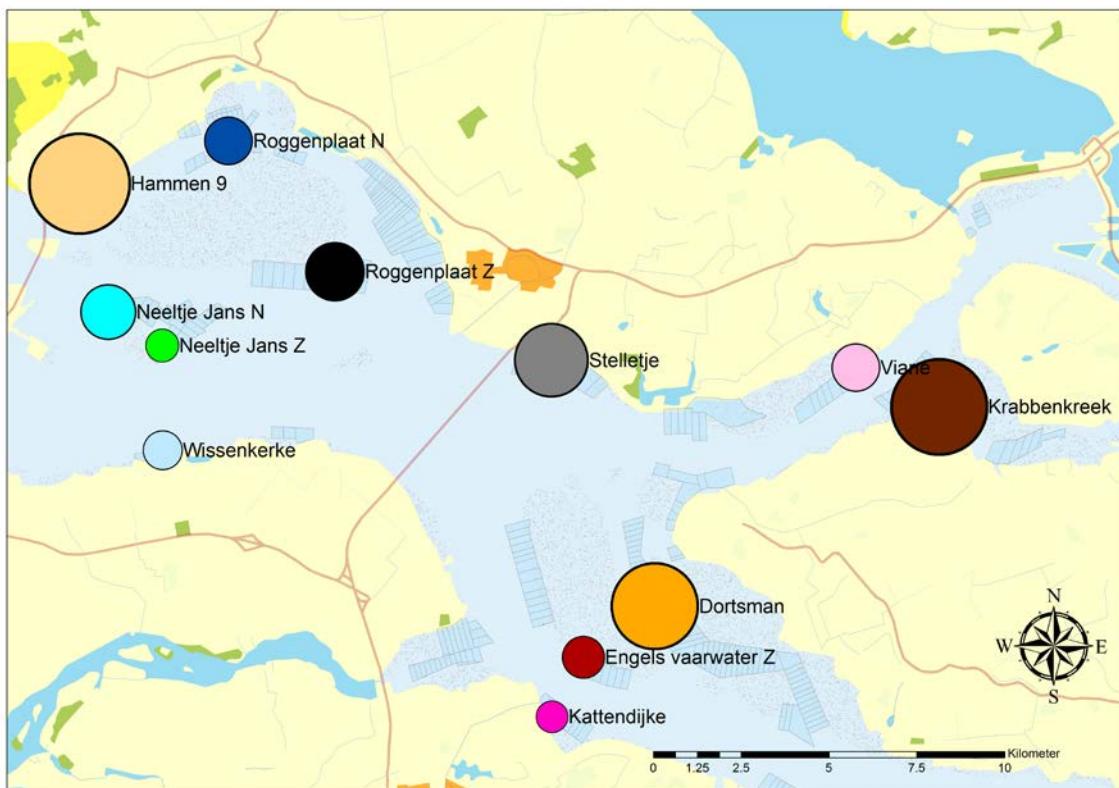 Roggenplaat N
Hammen 9
Roggenplaat Z
Neeltje Jans N
Neeltje Jans Z
Stelletje
Viane
Krabbenkreek
Wissenkerke
Dortsman
Engels vaarwater Z
Kattendijke
N
W E
S
Kilometer
0 1.25 2.5 5 7.5 10